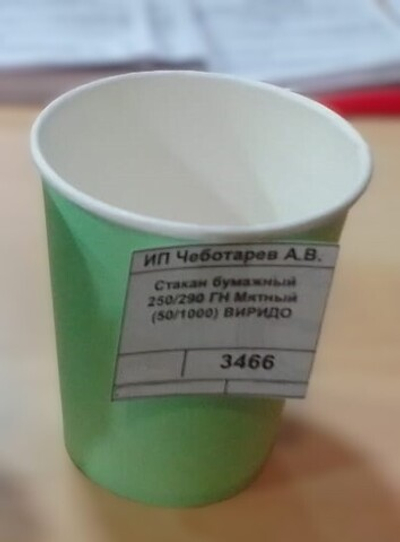 ИП Чеботарев А.В.
Стакан бумажный
250/290 ГН Мятный
(50/1000) ВИРИДО
3466